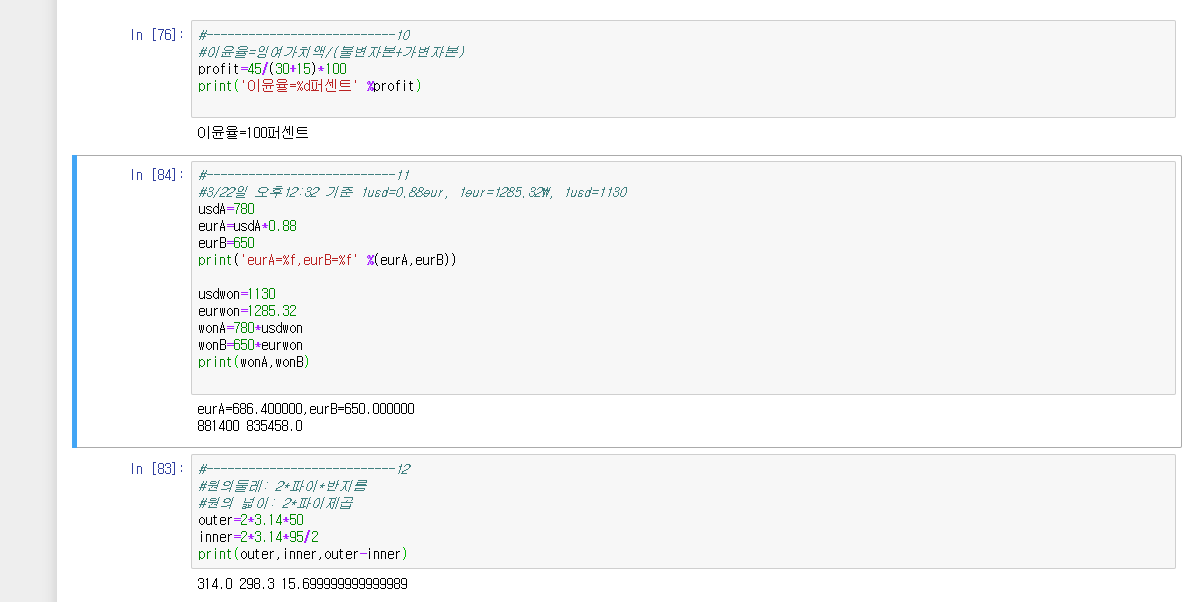 In [76]:
#----------------------------10
#이윤율=잉여가치액/(불변자본+가변자본)
profit=45/(30+15)*100
print('이윤율=%d퍼센트' %profit)
이윤율=100퍼센트
In [84]:
#----------------------------11
#3/22일 오후12:32 기준 1usd=0.88eur, 1eur=1285.32₩, 1usd=1130
usdA=780
eurA=usdA*0.88
eurB=650
print('eurA=%f,eurB=%f' %(eurA,eurB))
usdwon=1130
eurwon=1285.32
wonA=780*usdwon
wonB=650*eurwon
print(wonA,wonB)
eurA=686.400000,eurB=650.000000
881400 835458.0
In [83]:
#----------------------------12
#원의둘레: 2*파이*반지름
#원의 넓이: 2*파이제곱
outer=2*3.14*50
inner=2*3.14*95/2
print(outer,inner,outer-inner)
314.0 298.3 15.699999999999989